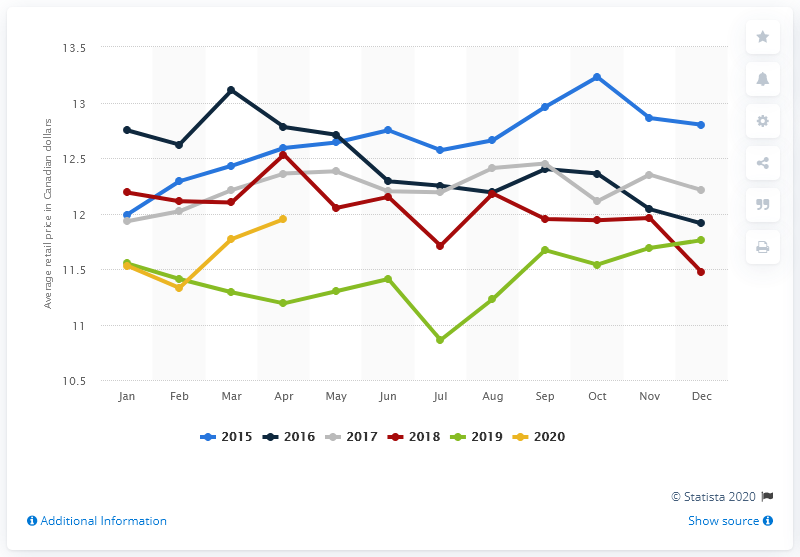 13.5
13
12.5
12
11.5
11
10.5
Average retail price in Canadian dollars
Jan Feb Mar Apr May Jun Jul Aug Sep Oct Nov Dec
2015 2016 2017 2018 2019 2020
© Statista 2020
Additional Information Show source